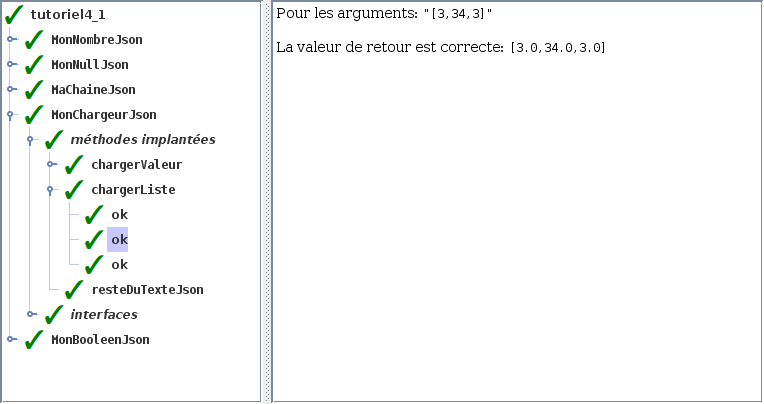 tutoriel4_1
MonNombreJson
MonNullJson
MaChaineJson
MonChargeurJson
méthodes implantées
chargerValeur
chargerListe
ok
ok
ok
resteDuTexteJson
interfaces
MonBooleenJson
Pour les arguments: "[3,34,3]"
La valeur de retour est correcte: [3.0,34.0,3.0]